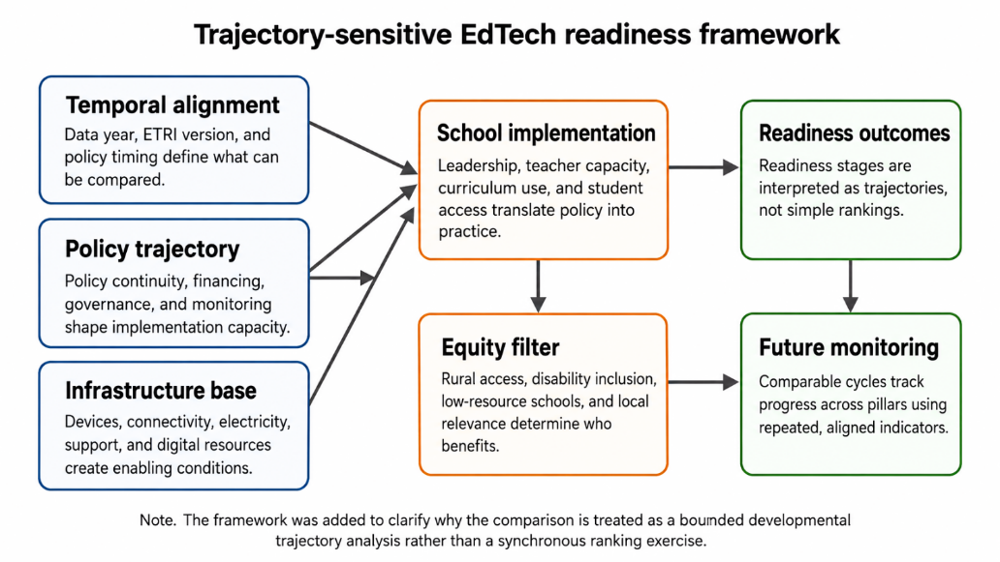 Trajectory-sensitive EdTech readiness framework
Temporal alignment
Data year, ETRI version, and
policy timing define what can
be compared.
Policy trajectory
Policy continuity, financing,
governance, and monitoring
shape implementation capacity.
Infrastructure base
Devices, connectivity, electricity,
support, and digital resources
create enabling conditions.
School implementation
Leadership, teacher capacity,
curriculum use, and student
access translate policy into
practice.
Equity filter
Rural access, disability inclusion,
low-resource schools, and local
relevance determine who
benefits.
Readiness outcomes
Readiness stages are
interpreted as trajectories,
not simple rankings.
Future monitoring
Comparable cycles track
progress across pillars using
repeated, aligned indicators.
Note. The framework was added to clarify why the comparison is treated as a bounded developmental
trajectory analysis rather than a synchronous ranking exercise.